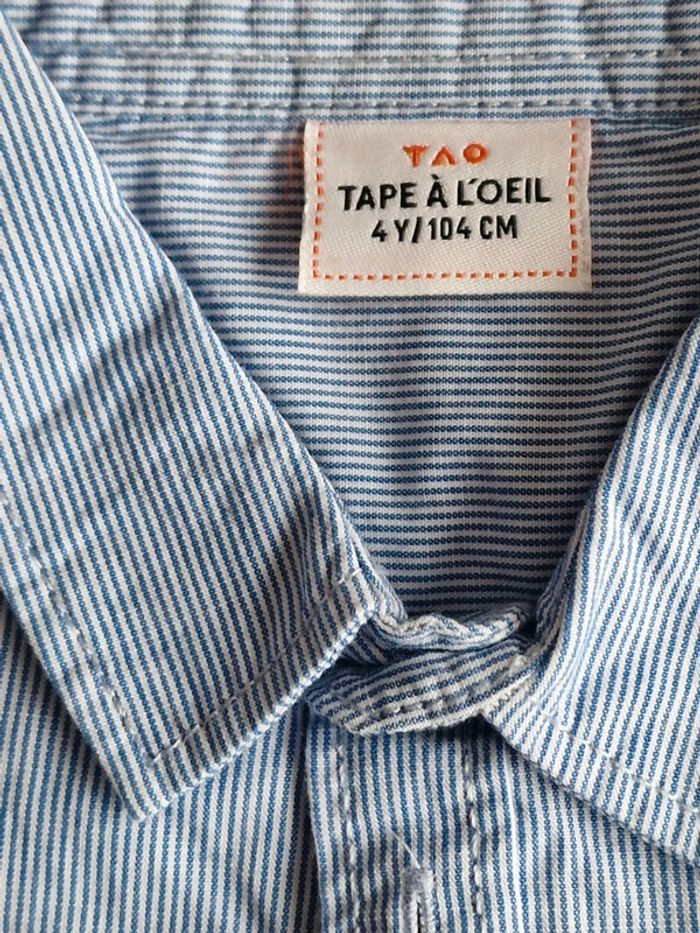 TAO
TAPE À L'OEIL
4 Y/104 CM